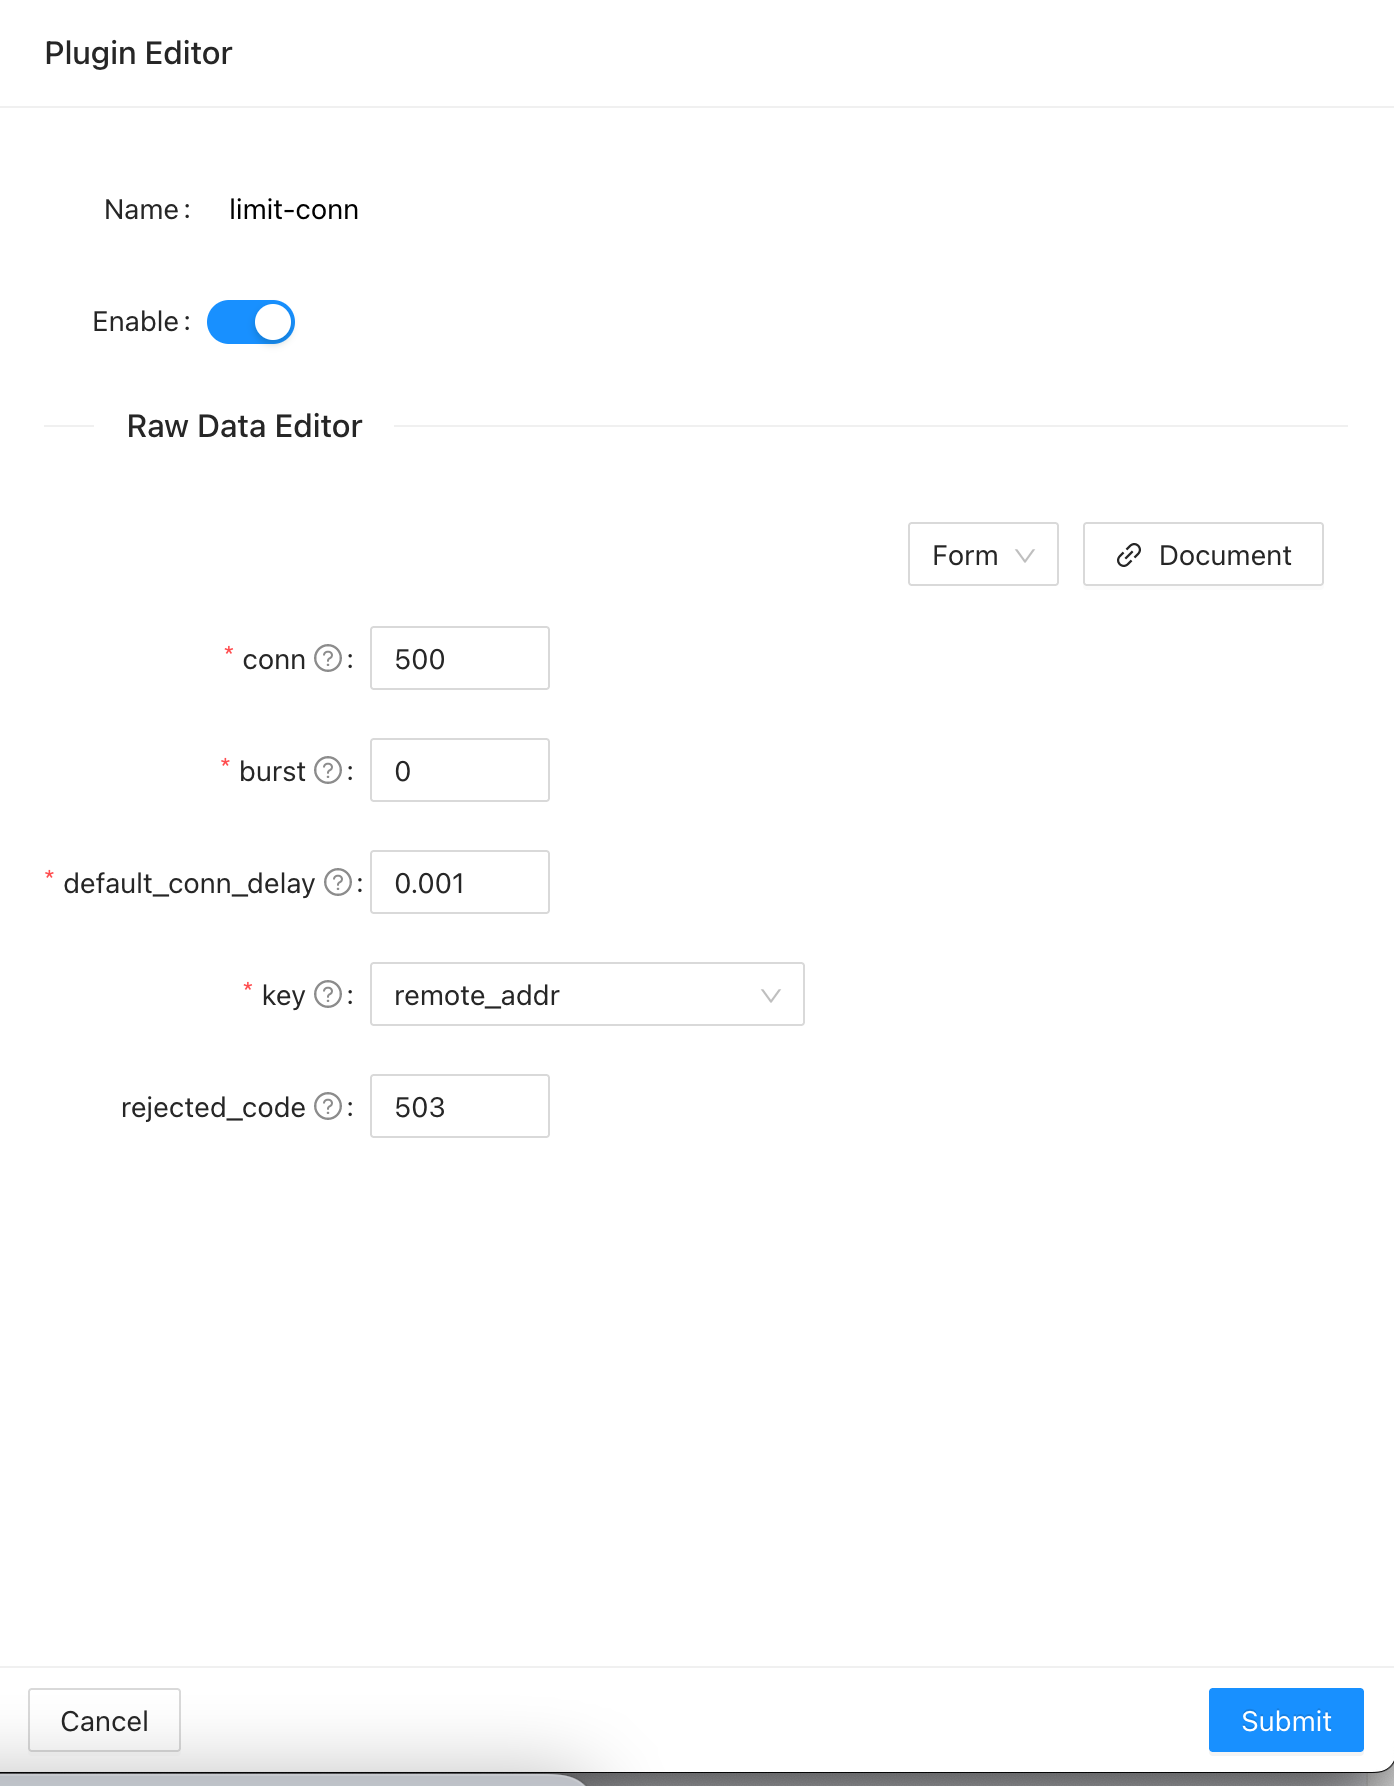 Plugin Editor
Name: limit-conn
Enable:
Raw Data Editor
Form Document
* conn ?: 500
* burst ?: 0
* default_conn_delay ?: 0.001
* key ?: remote_addr
rejected_code ?: 503
Cancel Submit